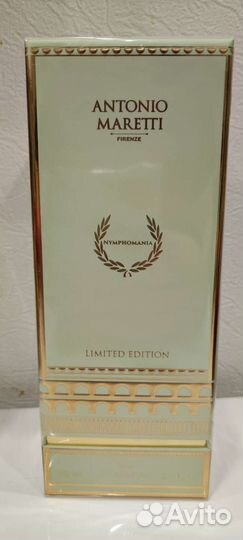 ANTONIO
MARETTI
FIRENZE
NYMPHOMANIA
LIMITED EDITION
Avito